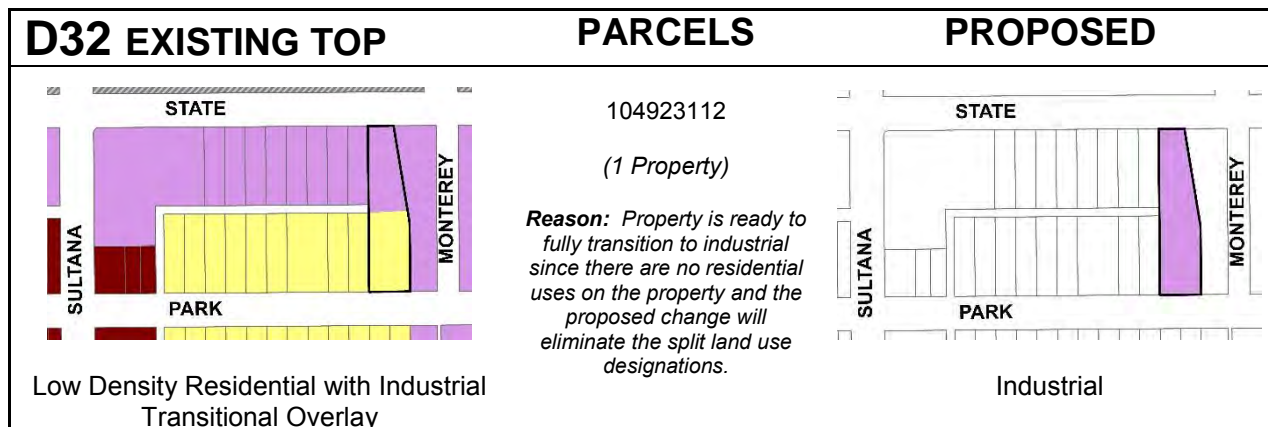 D32 EXISTING TOP
PARCELS
PROPOSED
STATE
SULTANA
MONTEREY
PARK
Low Density Residential with Industrial
Transitional Overlay
104923112
(1 Property)
Reason: Property is ready to
fully transition to industrial
since there are no residential
uses on the property and the
proposed change will
eliminate the split land use
designations.
STATE
SULTANA
MONTEREY
PARK
Industrial